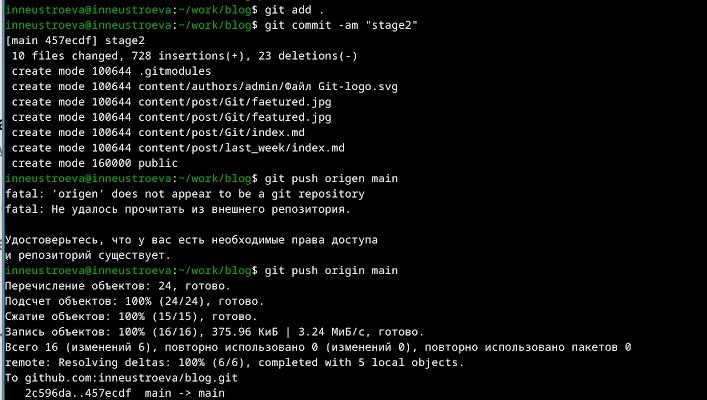 inneustroeva@inneustroeva:~/work/blog$ git add .
inneustroeva@inneustroeva:~/work/blog$ git commit -am "stage2"
[main 457ecdf] stage2
 10 files changed, 728 insertions(+), 23 deletions(-)
 create mode 100644 .gitmodules
 create mode 100644 content/authors/admin/Файл Git-logo.svg
 create mode 100644 content/post/Git/faetured.jpg
 create mode 100644 content/post/Git/featured.jpg
 create mode 100644 content/post/Git/index.md
 create mode 100644 content/post/last_week/index.md
 create mode 160000 public
inneustroeva@inneustroeva:~/work/blog$ git push origen main
fatal: 'origen' does not appear to be a git repository
fatal: Не удалось прочитать из внешнего репозитория.
Удостоверьтесь, что у вас есть необходимые права доступа
и репозиторий существует.
inneustroeva@inneustroeva:~/work/blog$ git push origin main
Перечисление объектов: 24, готово.
Подсчет объектов: 100% (24/24), готово.
Сжатие объектов: 100% (15/15), готово.
Запись объектов: 100% (16/16), 375.96 КиБ | 3.24 МиБ/с, готово.
Всего 16 (изменений 6), повторно использовано 0 (изменений 0), повторно использовано пакетов 0
remote: Resolving deltas: 100% (6/6), completed with 5 local objects.
To github.com:inneustroeva/blog.git
   2c596da..457ecdf  main -> main